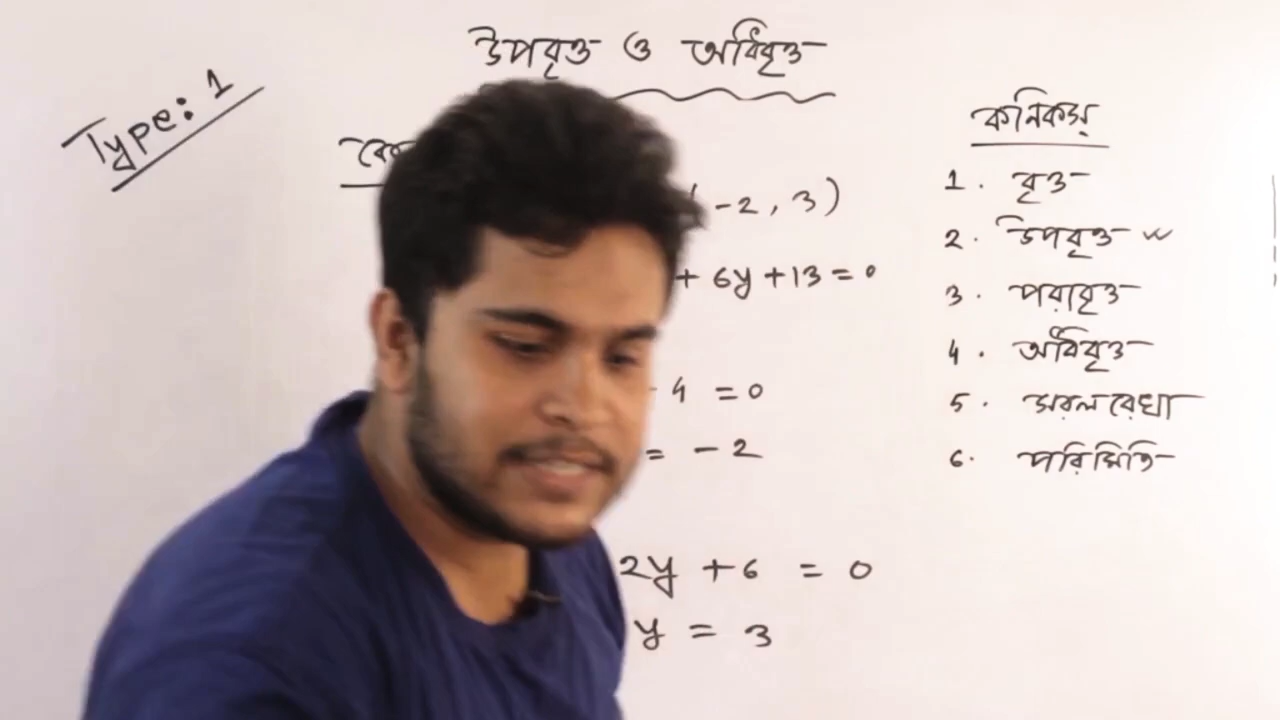 উপবৃত্ত ও অধিবৃত্ত
Type: 1
(-2, 3)
+ 6y + 13 = 0
- 4 = 0
= - 2
2y + 6 = 0
y = 3
কনিকস্
1. বৃত্ত
2. উপবৃত্ত
3. পরাবৃত্ত
4. অধিবৃত্ত
5. সরলরেখা
6. পরিমিতি